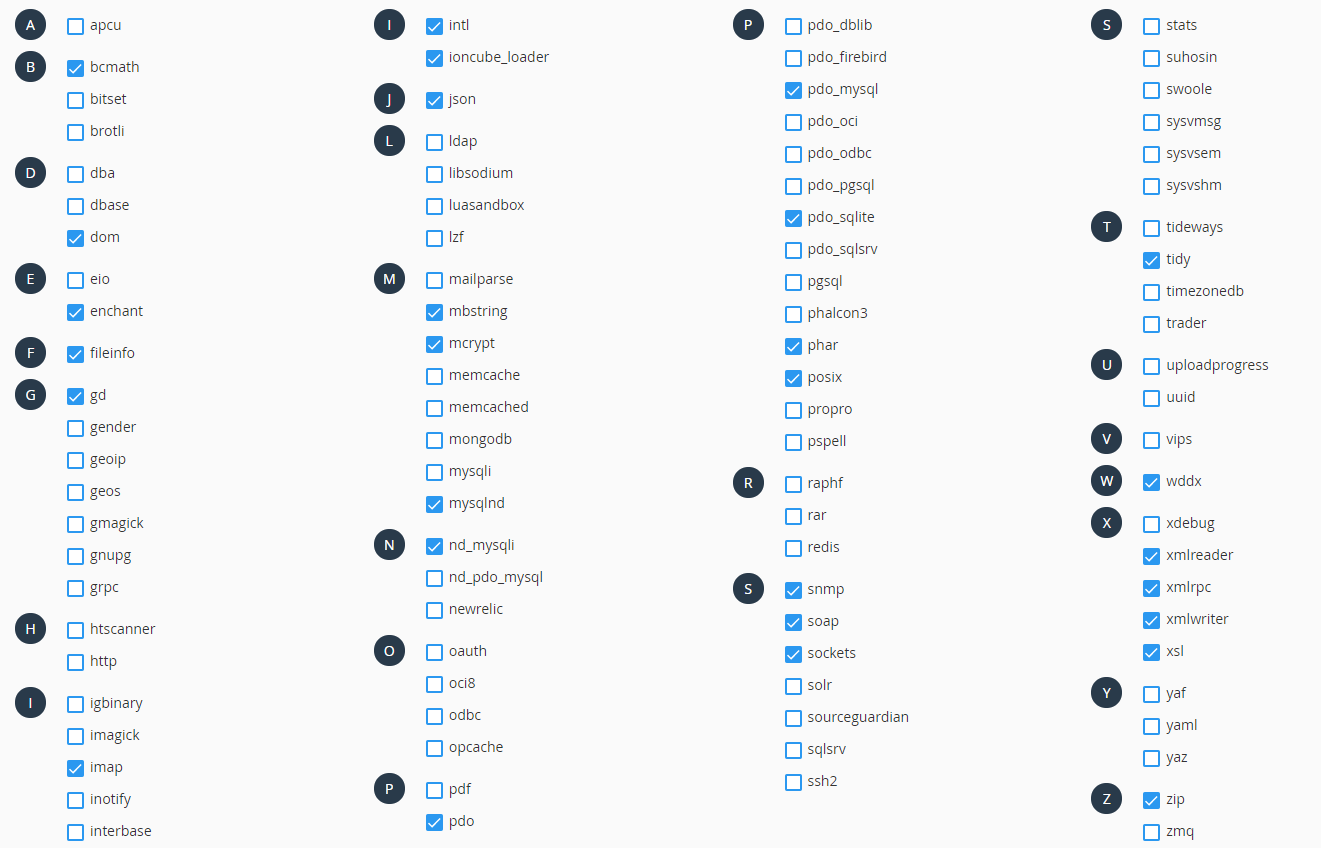 A
apcu
B
bcmath
bitset
brotli
D
dba
dbase
dom
E
eio
enchant
F
fileinfo
G
gd
gender
geoip
geos
gmagick
gnupg
grpc
H
htscanner
http
I
igbinary
imagick
imap
inotify
interbase
I
intl
ioncube_loader
J
json
L
ldap
libsodium
luasandbox
lzf
M
mailparse
mbstring
mcrypt
memcache
memcached
mongodb
mysqli
mysqlnd
N
nd_mysqli
nd_pdo_mysql
newrelic
O
oauth
oci8
odbc
opcache
P
pdf
pdo
P
pdo_dblib
pdo_firebird
pdo_mysql
pdo_oci
pdo_odbc
pdo_pgsql
pdo_sqlite
pdo_sqlsrv
pgsql
phalcon3
phar
posix
propro
pspell
R
raphf
rar
redis
S
snmp
soap
sockets
solr
sourceguardian
sqlsrv
ssh2
S
stats
suhosin
swoole
sysvmsg
sysvsem
sysvshm
T
tideways
tidy
timezonedb
trader
U
uploadprogress
uuid
V
vips
W
wddx
X
xdebug
xmlreader
xmlrpc
xmlwriter
xsl
Y
yaf
yaml
yaz
Z
zip
zmq